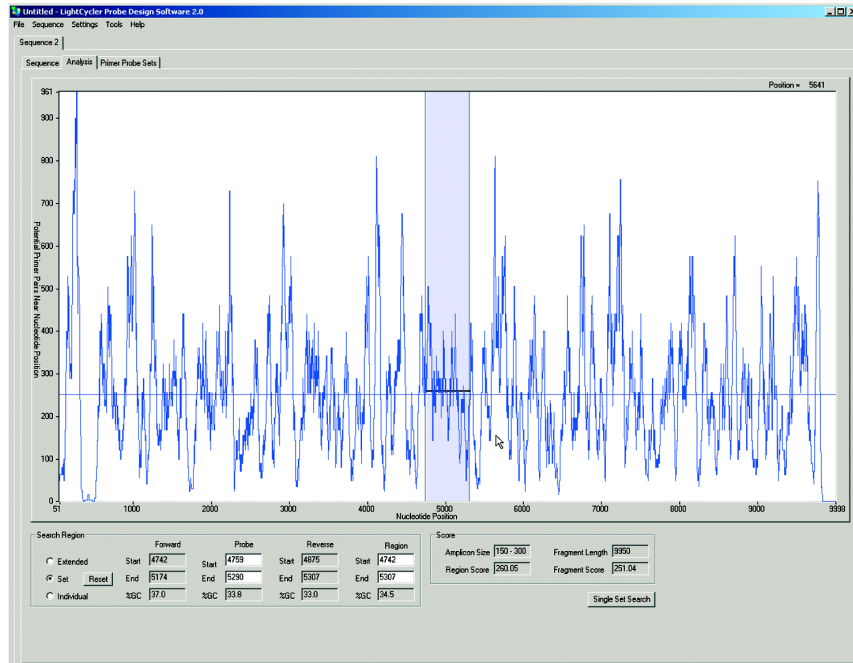 Untitled - LightCycler Probe Design Software 2.0
File Sequence Settings Tools Help
Sequence 2
Sequence Analysis Primer Probe Sets
Position = 5641
961
900
800
700
600
500
400
300
200
100
0
Potential Primer Pairs Near Nucleotide Position
51 1000 2000 3000 4000 5000 6000 7000 8000 9000 9998
Nucleotide Position
Search Region
Forward Probe Reverse Region
Extended Start 4742 Start 4759 Start 4875 Start 4742
Set Reset End 5174 End 5290 End 5307 End 5307
Individual %GC 37.0 %GC 33.8 %GC 33.0 %GC 34.5
Score
Amplicon Size 150 - 300 Fragment Length 9950
Region Score 260.05 Fragment Score 251.04
Single Set Search